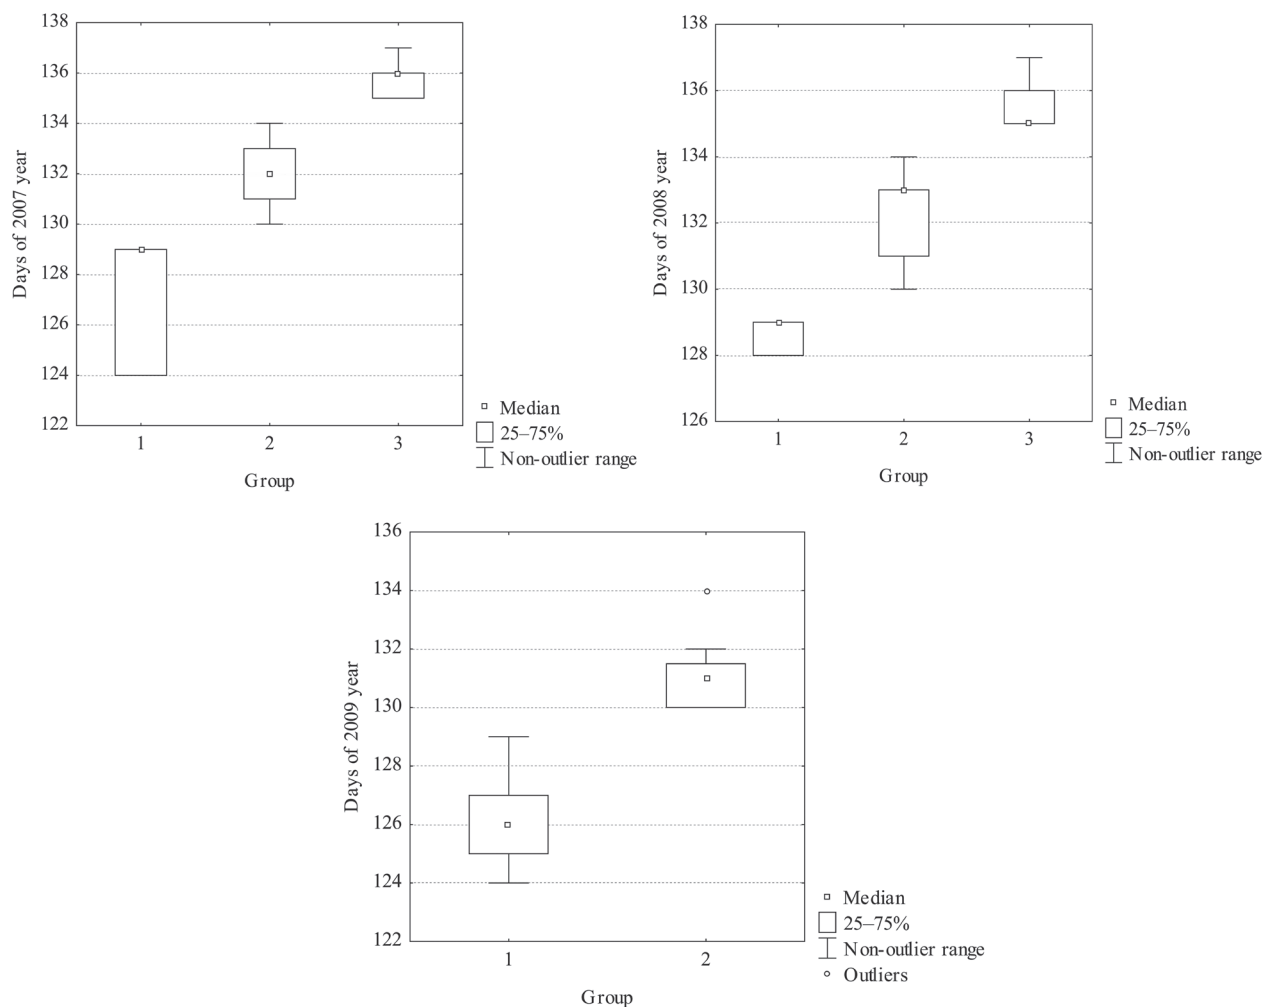 Days of 2007 year
138
136
134
132
130
128
126
124
122
1 2 3
Group
Median
25–75%
Non-outlier range
Days of 2008 year
138
136
134
132
130
128
126
1 2 3
Group
Median
25–75%
Non-outlier range
Days of 2009 year
136
134
132
130
128
126
124
122
1 2
Group
Median
25–75%
Non-outlier range
Outliers